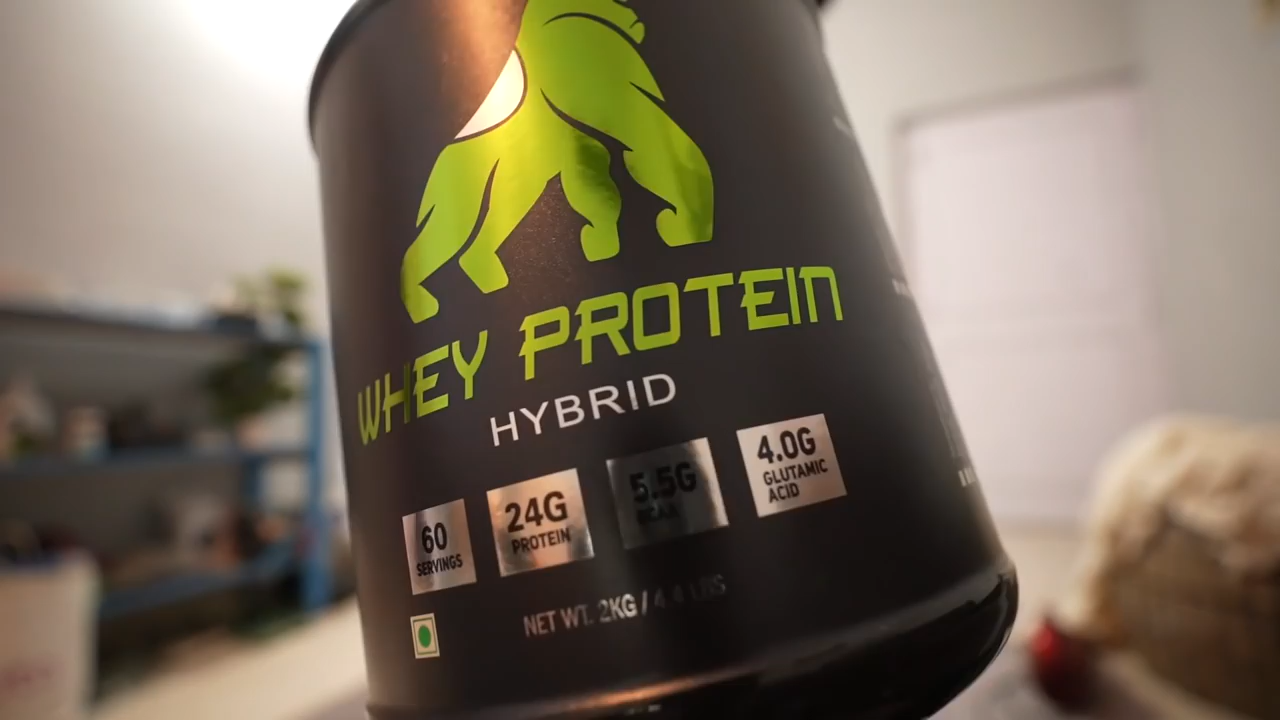 WHEY PROTEIN
HYBRID
60
SERVINGS
24G
PROTEIN
5.5G
BCAA
4.0G
GLUTAMIC
ACID
NET WT. 2KG / 4.4 LBS